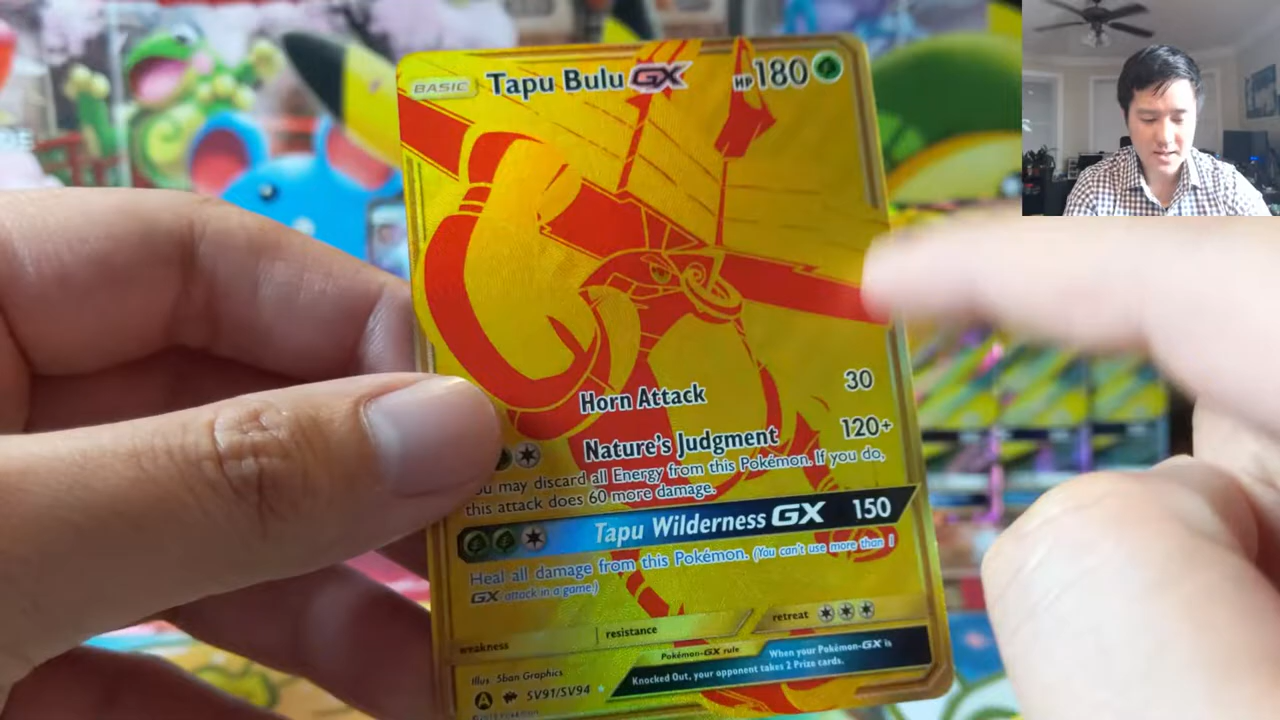 BASIC Tapu Bulu GX HP 180
Horn Attack 30
Nature's Judgment 120+
You may discard all Energy from this Pokémon. If you do,
this attack does 60 more damage.
Tapu Wilderness GX 150
Heal all damage from this Pokémon. (You can't use more than 1
GX attack in a game.)
weakness resistance retreat
Pokémon-GX rule When your Pokémon-GX is
Knocked Out, your opponent takes 2 Prize cards.
Illus. 5ban Graphics
A SV91/SV94